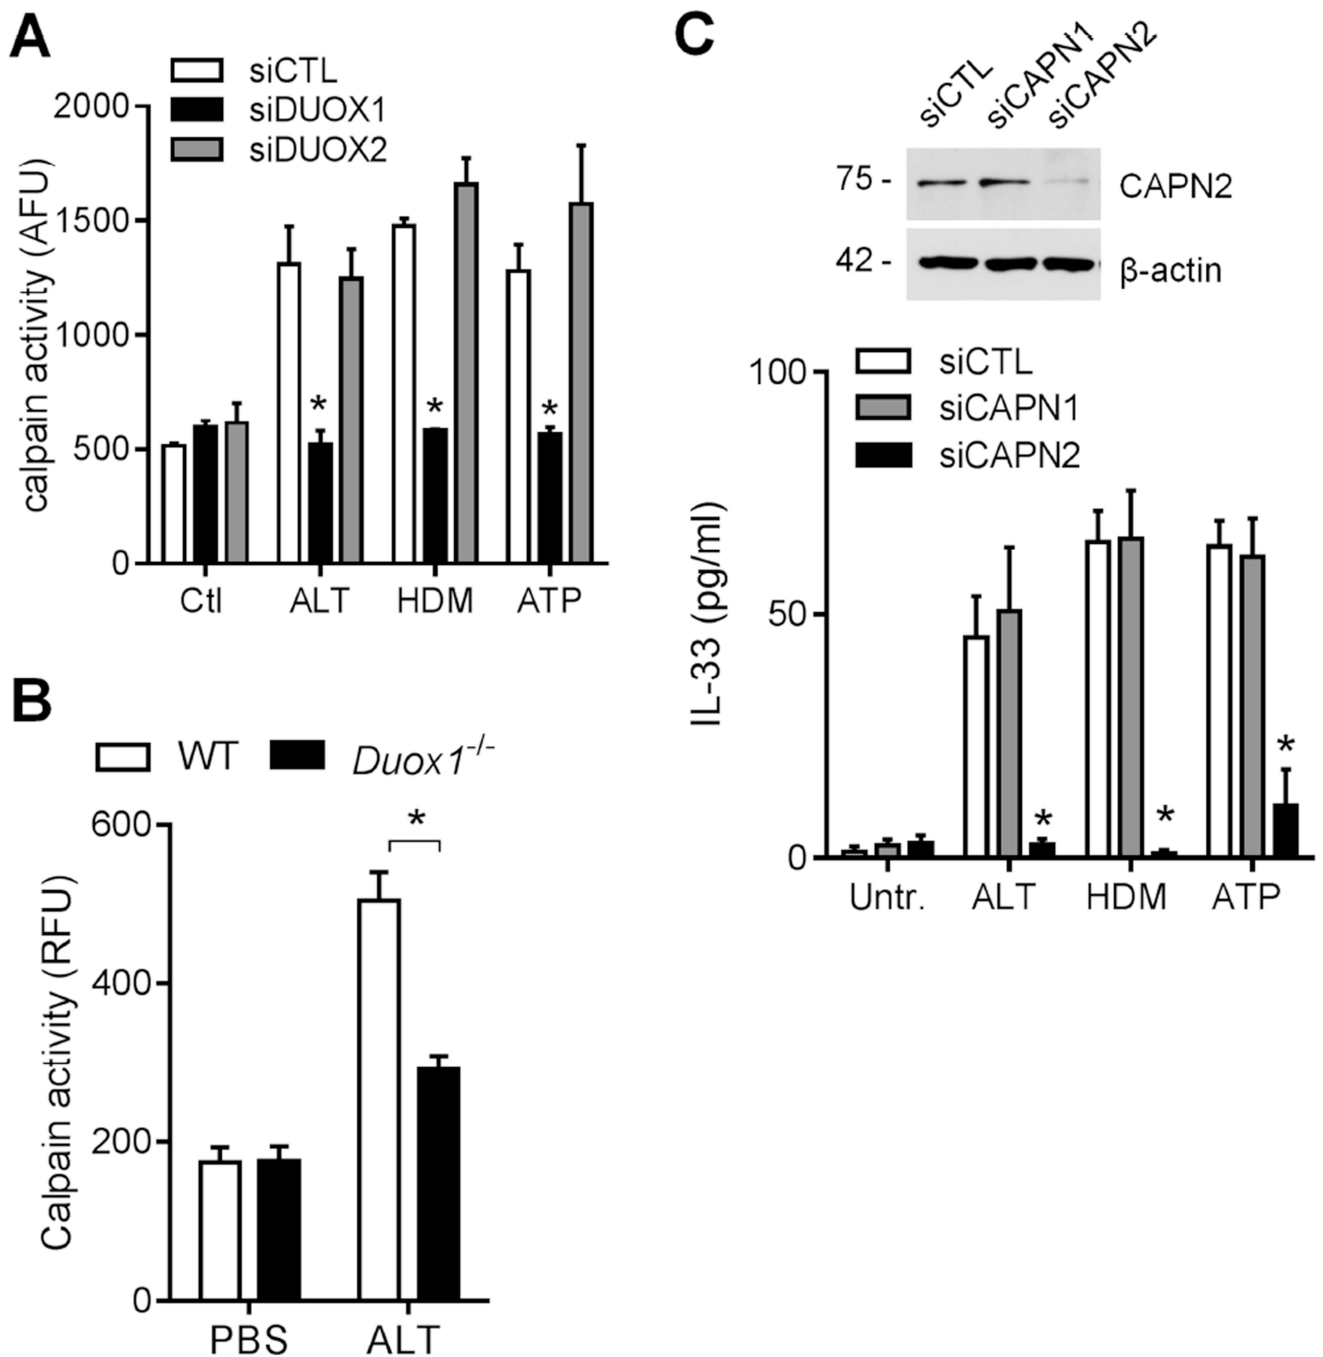 A
siCTL
siDUOX1
siDUOX2
calpain activity (AFU)
2000
1500
1000
500
0
* * *
Ctl ALT HDM ATP
B
WT Duox1-/-
Calpain activity (RFU)
600
400
200
0
*
PBS ALT
C
siCTL siCAPN1 siCAPN2
75 - CAPN2
42 - β-actin
siCTL
siCAPN1
siCAPN2
IL-33 (pg/ml)
100
50
0
* * *
Untr. ALT HDM ATP